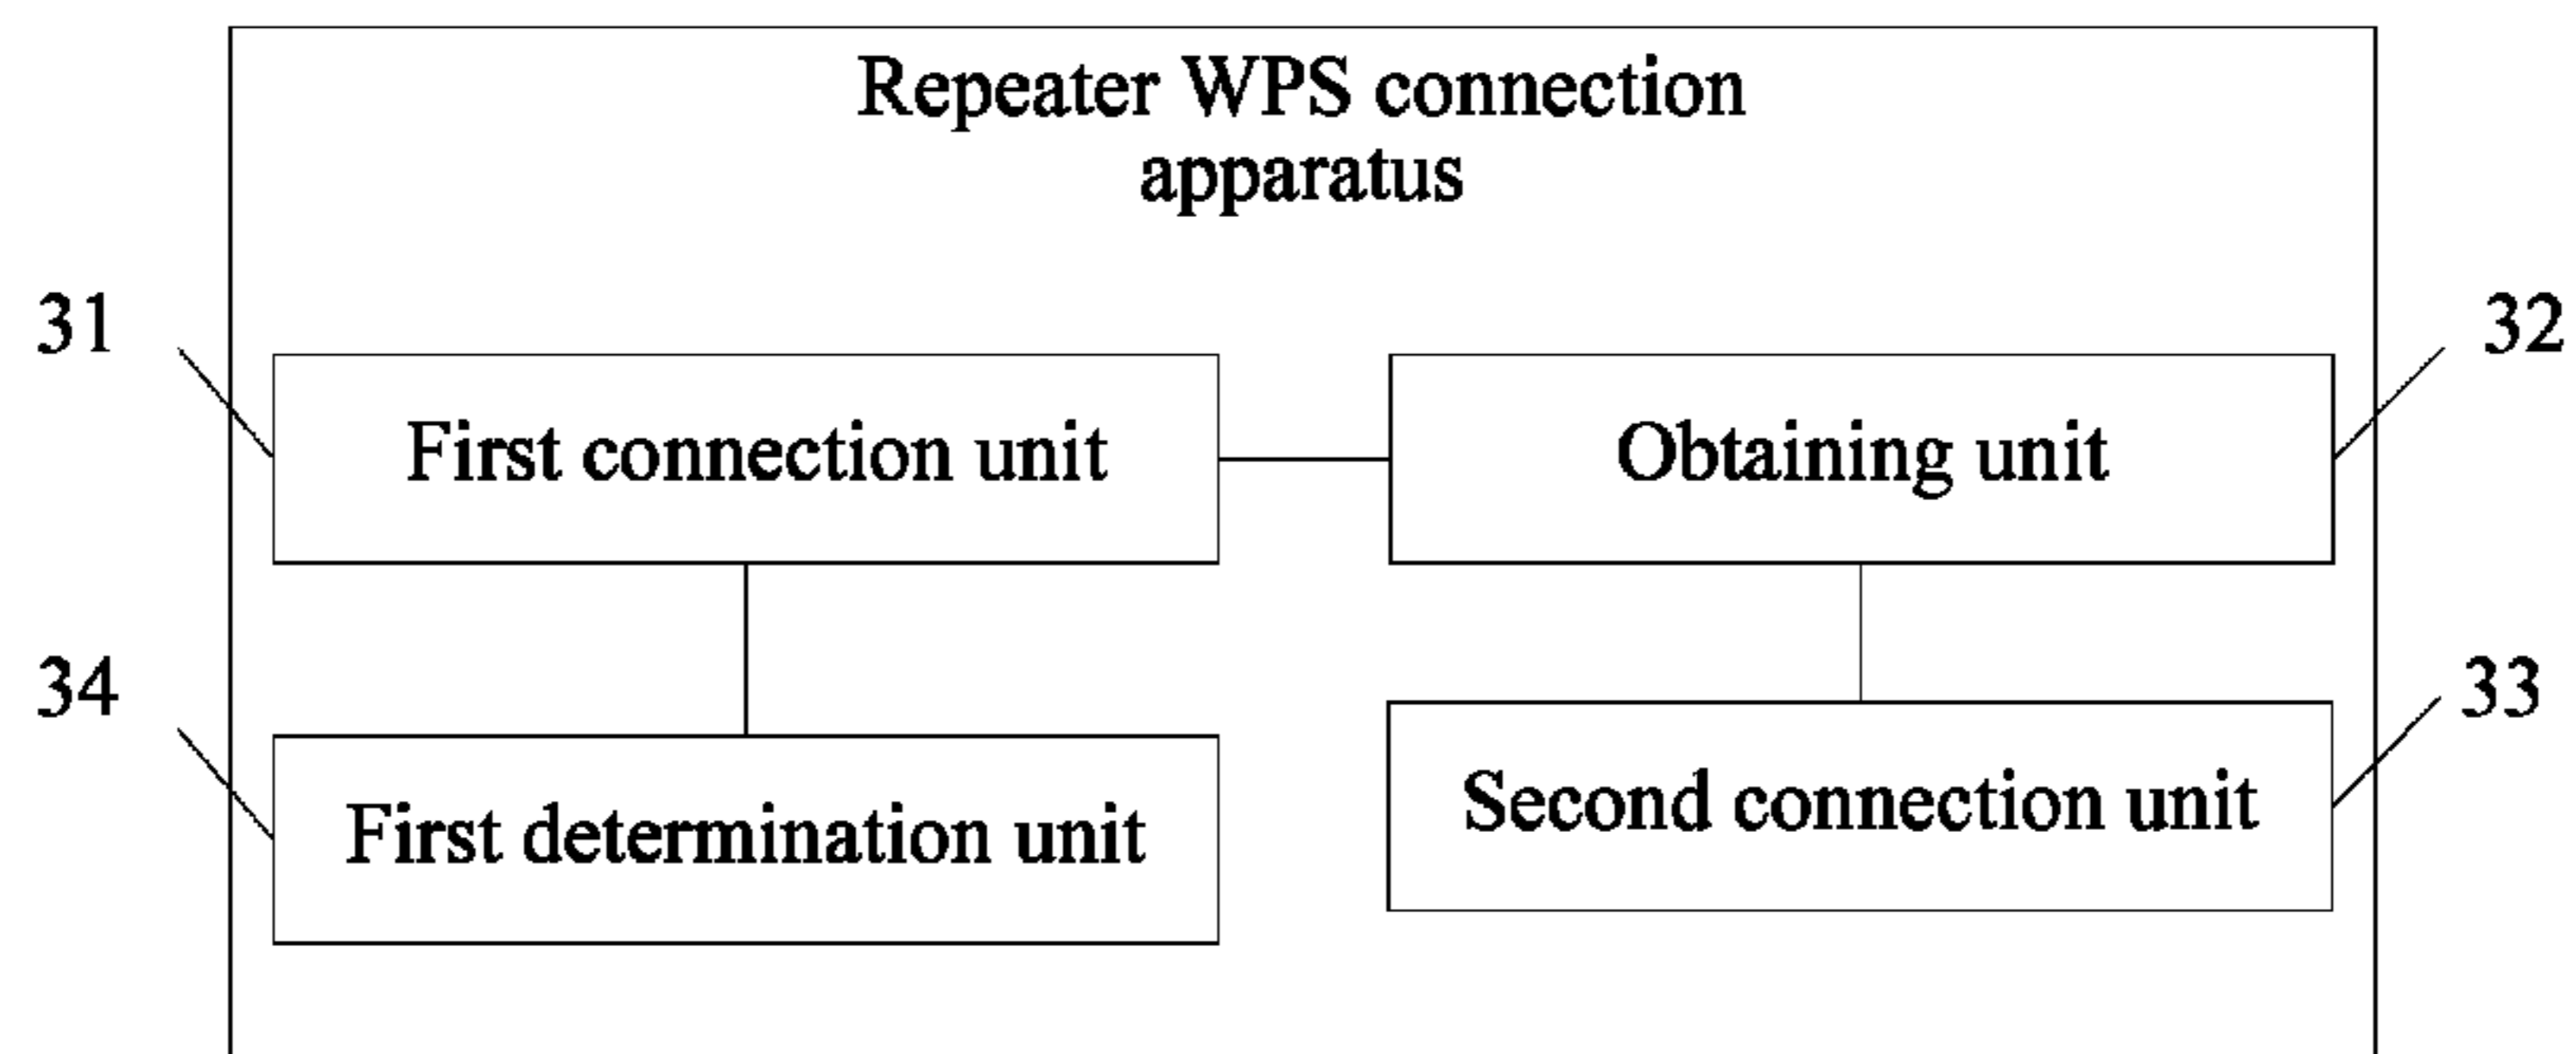 Repeater WPS connection
apparatus
31
32
First connection unit
Obtaining unit
34
33
First determination unit
Second connection unit